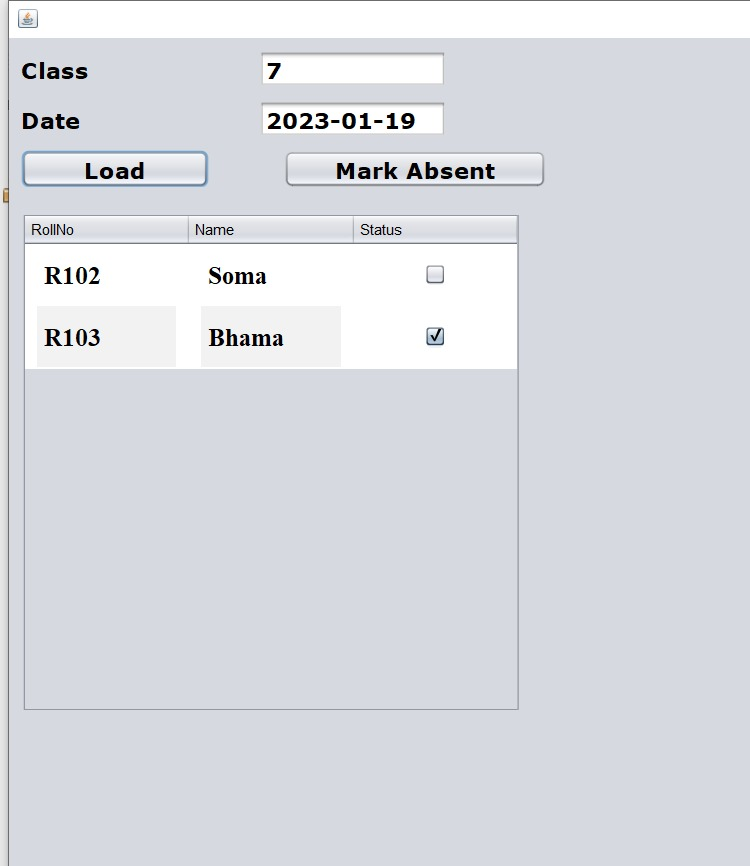 Class 7
Date 2023-01-19
Load Mark Absent
RollNo Name Status
R102 Soma
R103 Bhama